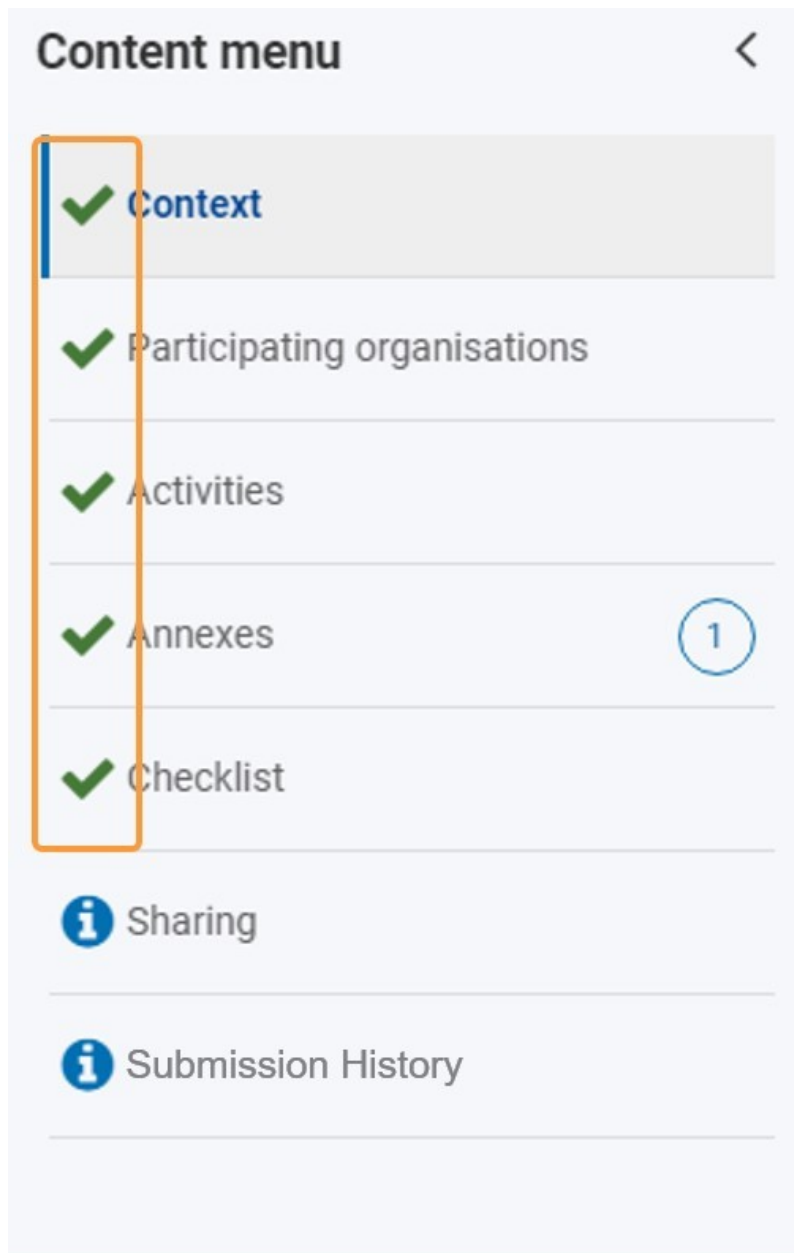 Content menu
Context
Participating organisations
Activities
Annexes
1
Checklist
Sharing
Submission History